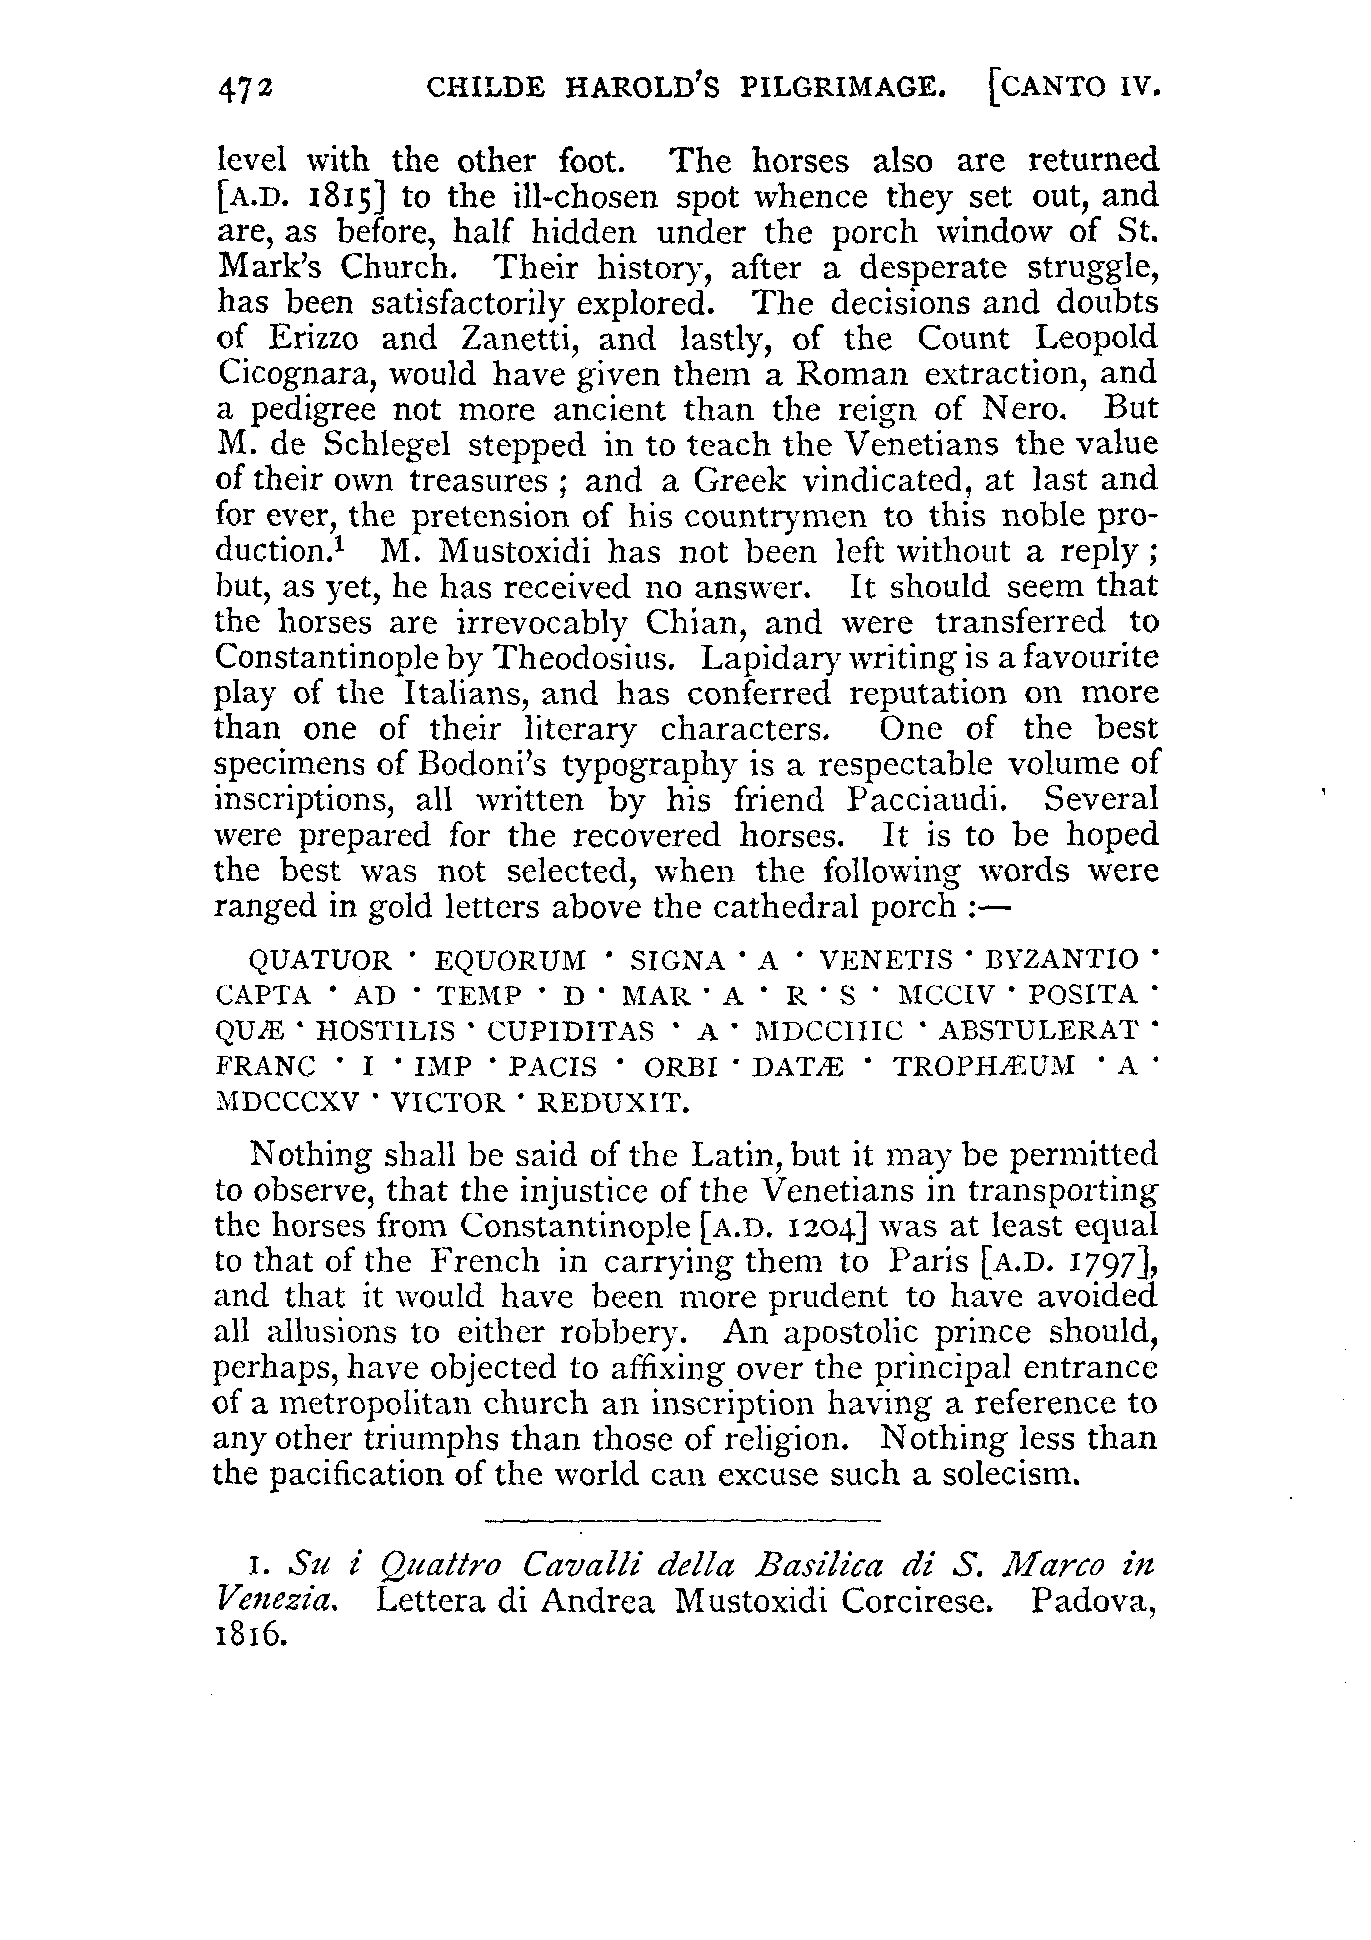 472 CHILDE HAROLD'S PILGRIMAGE. [CANTO IV.
level with the other foot. The horses also are returned
[A.D. 1815] to the ill-chosen spot whence they set out, and
are, as before, half hidden under the porch window of St.
Mark's Church. Their history, after a desperate struggle,
has been satisfactorily explored. The decisions and doubts
of Erizzo and Zanetti, and lastly, of the Count Leopold
Cicognara, would have given them a Roman extraction, and
a pedigree not more ancient than the reign of Nero. But
M. de Schlegel stepped in to teach the Venetians the value
of their own treasures ; and a Greek vindicated, at last and
for ever, the pretension of his countrymen to this noble pro-
duction.¹ M. Mustoxidi has not been left without a reply ;
but, as yet, he has received no answer. It should seem that
the horses are irrevocably Chian, and were transferred to
Constantinople by Theodosius. Lapidary writing is a favourite
play of the Italians, and has conferred reputation on more
than one of their literary characters. One of the best
specimens of Bodoni's typography is a respectable volume of
inscriptions, all written by his friend Pacciaudi. Several
were prepared for the recovered horses. It is to be hoped
the best was not selected, when the following words were
ranged in gold letters above the cathedral porch :—
QUATUOR · EQUORUM · SIGNA · A · VENETIS · BYZANTIO ·
CAPTA · AD · TEMP · D · MAR · A · R · S · MCCIV · POSITA ·
QUÆ · HOSTILIS · CUPIDITAS · A · MDCCIIIC · ABSTULERAT ·
FRANC · I · IMP · PACIS · ORBI · DATÆ · TROPHÆUM · A ·
MDCCCXV · VICTOR · REDUXIT.
Nothing shall be said of the Latin, but it may be permitted
to observe, that the injustice of the Venetians in transporting
the horses from Constantinople [A.D. 1204] was at least equal
to that of the French in carrying them to Paris [A.D. 1797],
and that it would have been more prudent to have avoided
all allusions to either robbery. An apostolic prince should,
perhaps, have objected to affixing over the principal entrance
of a metropolitan church an inscription having a reference to
any other triumphs than those of religion. Nothing less than
the pacification of the world can excuse such a solecism.
1. Su i Quattro Cavalli della Basilica di S. Marco in
Venezia. Lettera di Andrea Mustoxidi Corcirese. Padova,
1816.